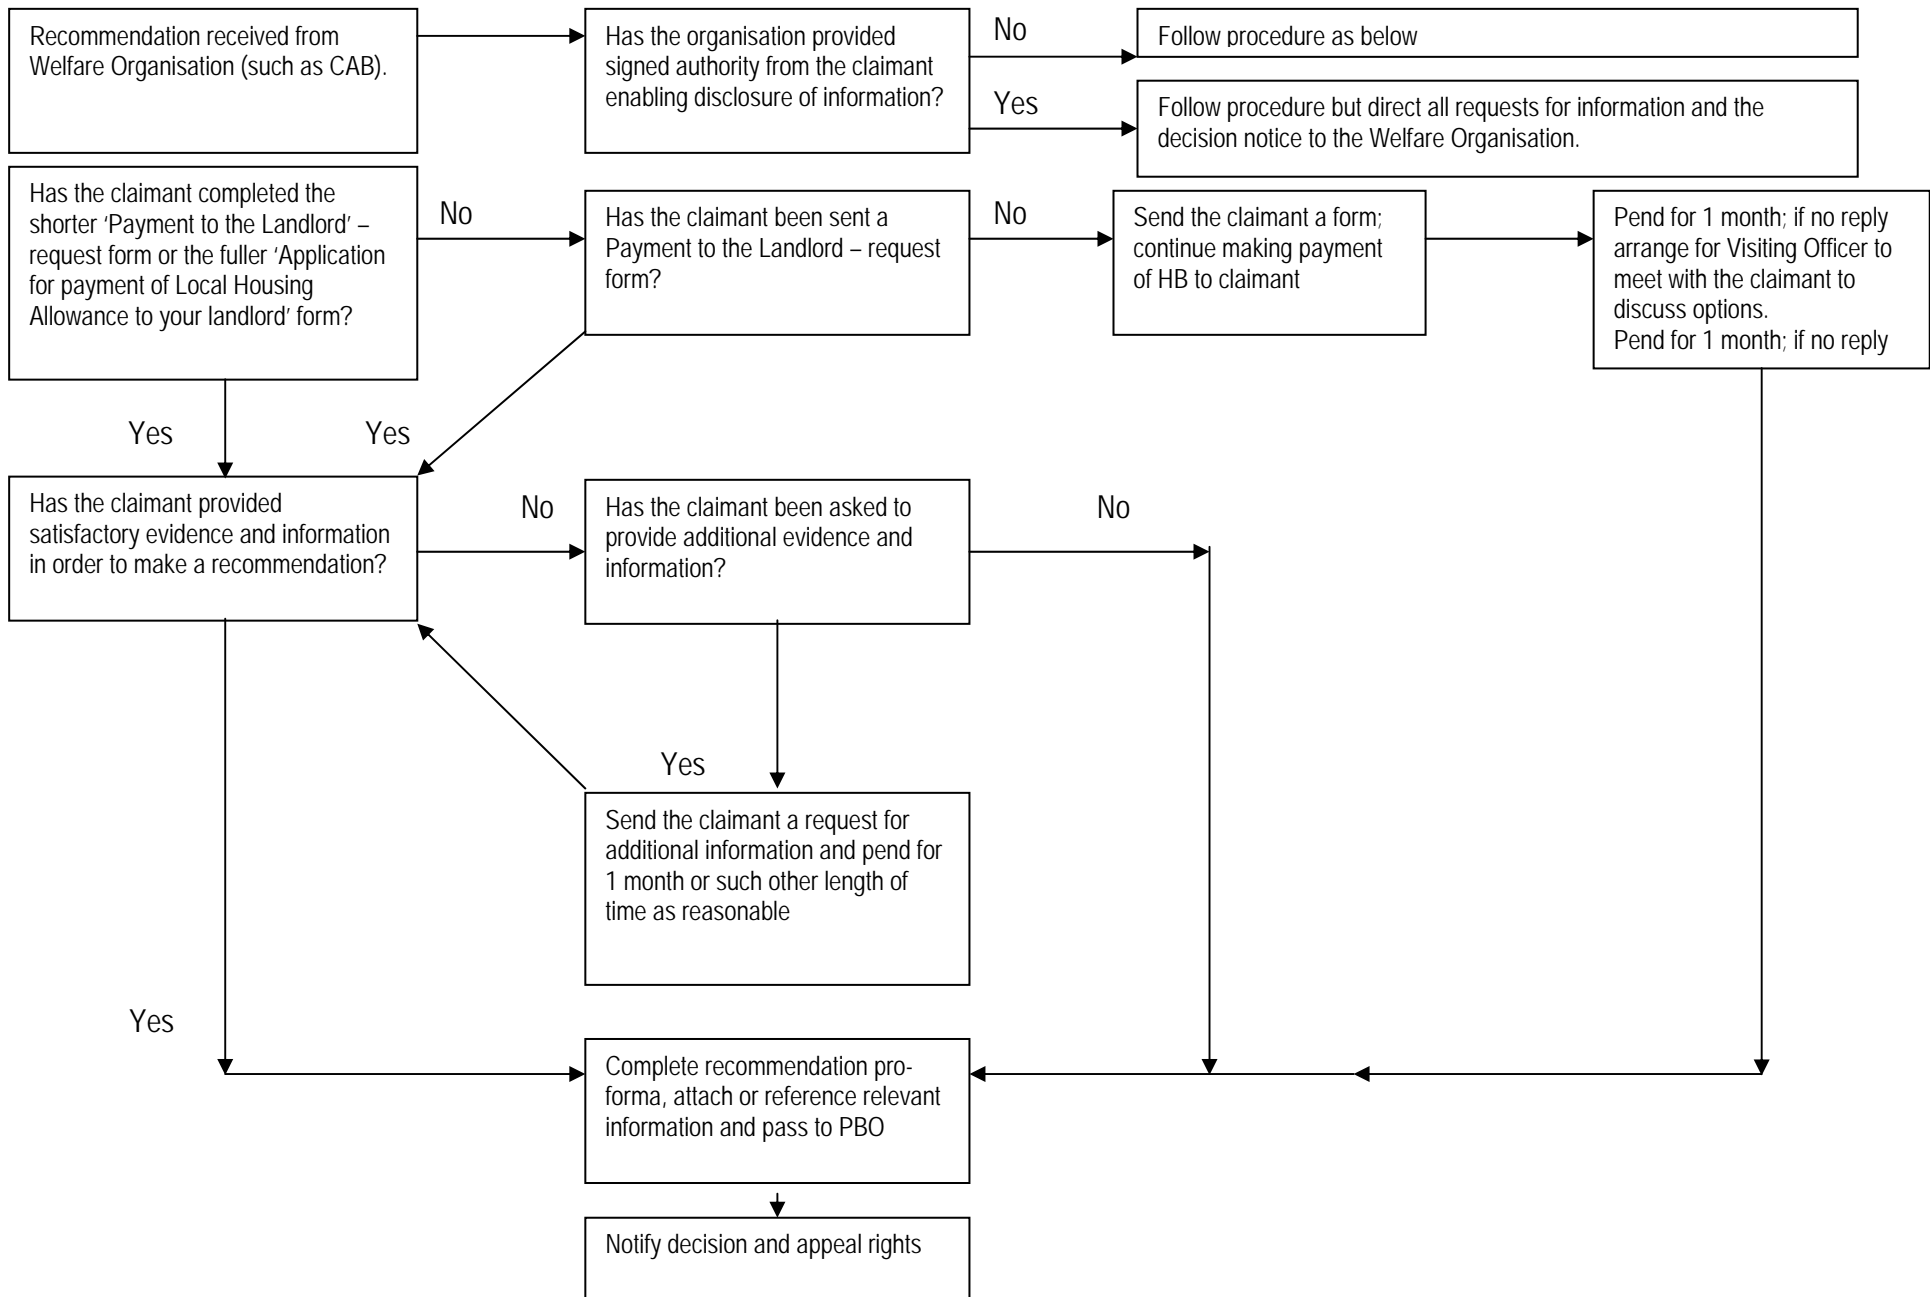 Recommendation received from
Welfare Organisation (such as CAB).
Has the organisation provided
signed authority from the claimant
enabling disclosure of information?
No
Follow procedure as below
Yes
Follow procedure but direct all requests for information and the
decision notice to the Welfare Organisation.
Has the claimant completed the
shorter ‘Payment to the Landlord’ –
request form or the fuller ‘Application
for payment of Local Housing
Allowance to your landlord’ form?
No
Has the claimant been sent a
Payment to the Landlord – request
form?
No
Send the claimant a form;
continue making payment
of HB to claimant
Pend for 1 month; if no reply
arrange for Visiting Officer to
meet with the claimant to
discuss options.
Pend for 1 month; if no reply
Yes
Yes
Has the claimant provided
satisfactory evidence and information
in order to make a recommendation?
No
Has the claimant been asked to
provide additional evidence and
information?
No
Yes
Send the claimant a request for
additional information and pend for
1 month or such other length of
time as reasonable
Yes
Complete recommendation pro-
forma, attach or reference relevant
information and pass to PBO
Notify decision and appeal rights